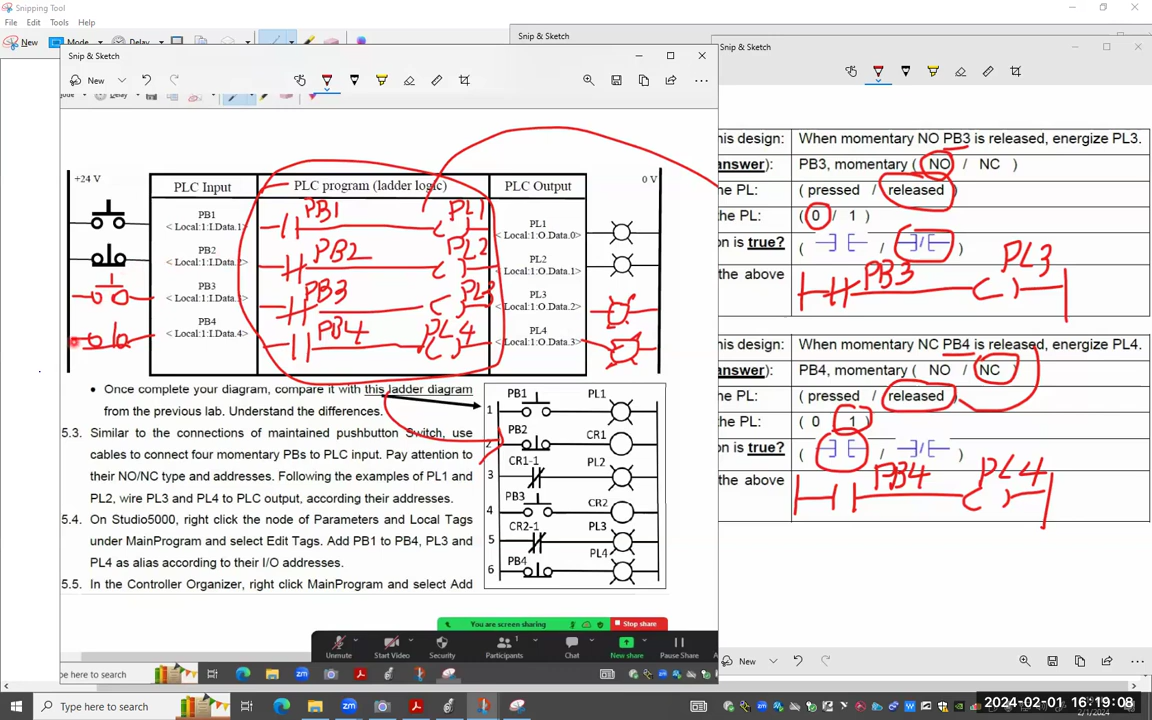 Snipping Tool
File Edit Tools Help
New Mode Delay
Snip & Sketch
Snip & Sketch
New
Delay
+24 V
PLC Input
PLC program (ladder logic)
PLC Output
0 V
PB1
< Local:1:I.Data.1>
PB1
PL1
PL1
< Local:1:O.Data.0>
PB2
PB2
PL2
PL2
< Local:1:O.Data.1>
PB3
PB3
PL3
< Local:1:O.Data.2>
PB4
< Local:1:I.Data.4>
PB4
PL4
PL4
< Local:1:O.Data.3>
• Once complete your diagram, compare it with this ladder diagram
from the previous lab. Understand the differences.
5.3. Similar to the connections of maintained pushbutton Switch, use
cables to connect four momentary PBs to PLC input. Pay attention to
their NO/NC type and addresses. Following the examples of PL1 and
PL2, wire PL3 and PL4 to PLC output, according their addresses.
5.4. On Studio5000, right click the node of Parameters and Local Tags
under MainProgram and select Edit Tags. Add PB1 to PB4, PL3 and
PL4 as alias according to their I/O addresses.
5.5. In the Controller Organizer, right click MainProgram and select Add
PB1 PL1
1
PB2 CR1
2
CR1-1 PL2
3
PB3 CR2
4
CR2-1 PL3
5
PB4 PL4
6
this design: When momentary NO PB3 is released, energize PL3.
answer): PB3, momentary ( NO / NC )
the PL: ( pressed / released )
the PL: ( 0 / 1 )
on is true? ( / )
the above PB3 PL3
this design: When momentary NC PB4 is released, energize PL4.
answer): PB4, momentary ( NO / NC )
the PL: ( pressed / released )
the PL: ( 0 1 )
on is true? ( / )
the above PB4 PL4
You are screen sharing Stop share
Unmute Start Video Security Participants 1 Chat New share Pause Share
here to search
New
Type here to search
2024-02-01 16:19:08
2/1/2024